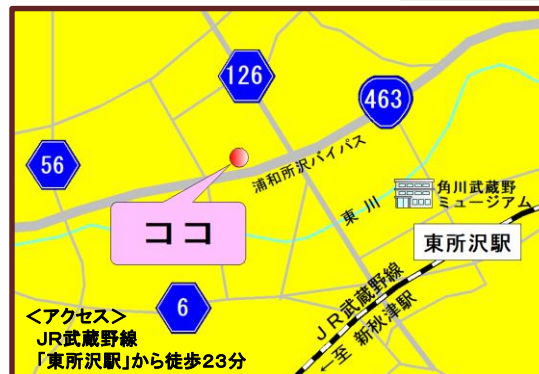 126
463
56
浦和所沢バイパス
東川
角川武蔵野
ミュージアム
ココ
東所沢駅
6
JR武蔵野線
←至 新秋津駅
<アクセス>
JR武蔵野線
「東所沢駅」から徒歩23分